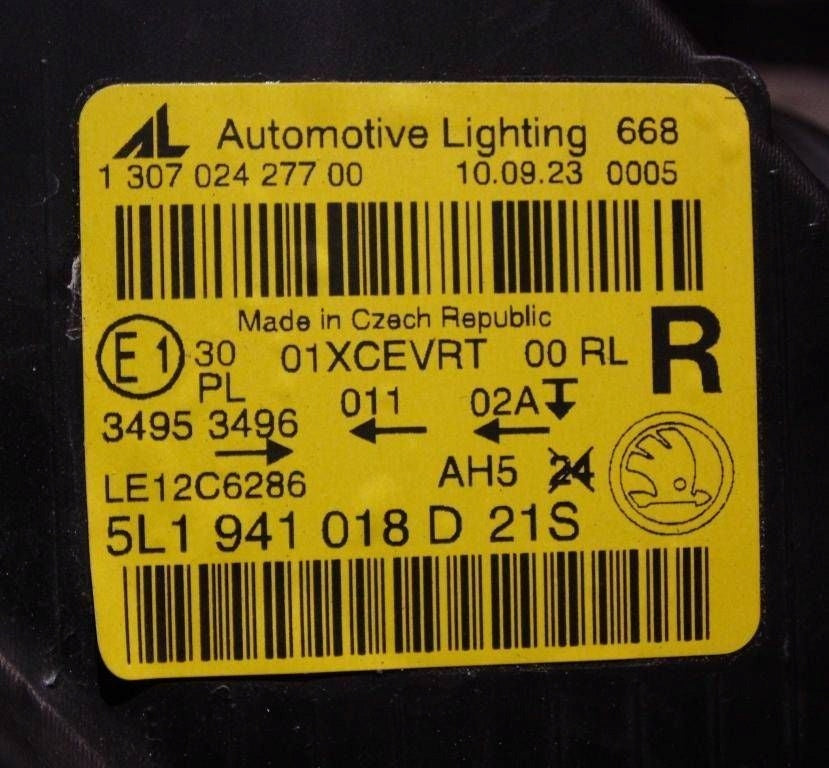 AL Automotive Lighting 668
1 307 024 277 00 10.09.23 0005
Made in Czech Republic
E1 30 01XCEVRT 00 RL R
PL 011 02A
3495 3496
LE12C6286 AH5 24
5L1 941 018 D 21S